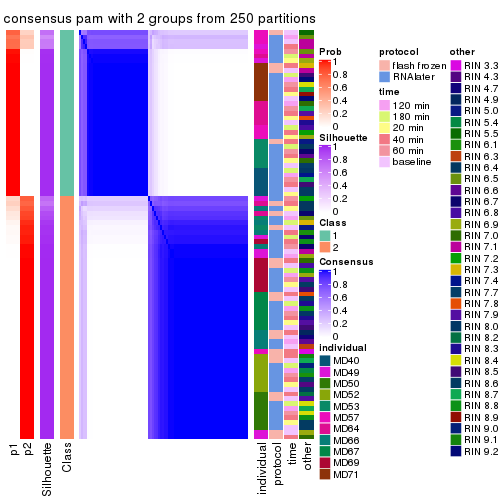 consensus pam with 2 groups from 250 partitions
Prob
1
0.8
0.6
0.4
0.2
0
Silhouette
1
0.8
0.6
0.4
0.2
0
Class
1
2
Consensus
1
0.8
0.6
0.4
0.2
0
individual
MD40
MD49
MD50
MD52
MD53
MD57
MD64
MD66
MD67
MD69
MD71
protocol
flash frozen
RNAlater
time
120 min
180 min
20 min
40 min
60 min
baseline
other
RIN 3.3
RIN 4.3
RIN 4.7
RIN 4.9
RIN 5.0
RIN 5.4
RIN 5.5
RIN 6.1
RIN 6.3
RIN 6.4
RIN 6.5
RIN 6.6
RIN 6.7
RIN 6.8
RIN 6.9
RIN 7.0
RIN 7.1
RIN 7.2
RIN 7.3
RIN 7.4
RIN 7.7
RIN 7.8
RIN 7.9
RIN 8.0
RIN 8.2
RIN 8.3
RIN 8.4
RIN 8.5
RIN 8.6
RIN 8.7
RIN 8.8
RIN 8.9
RIN 9.0
RIN 9.1
RIN 9.2
p1
p2
Silhouette
Class
individual
protocol
time
other